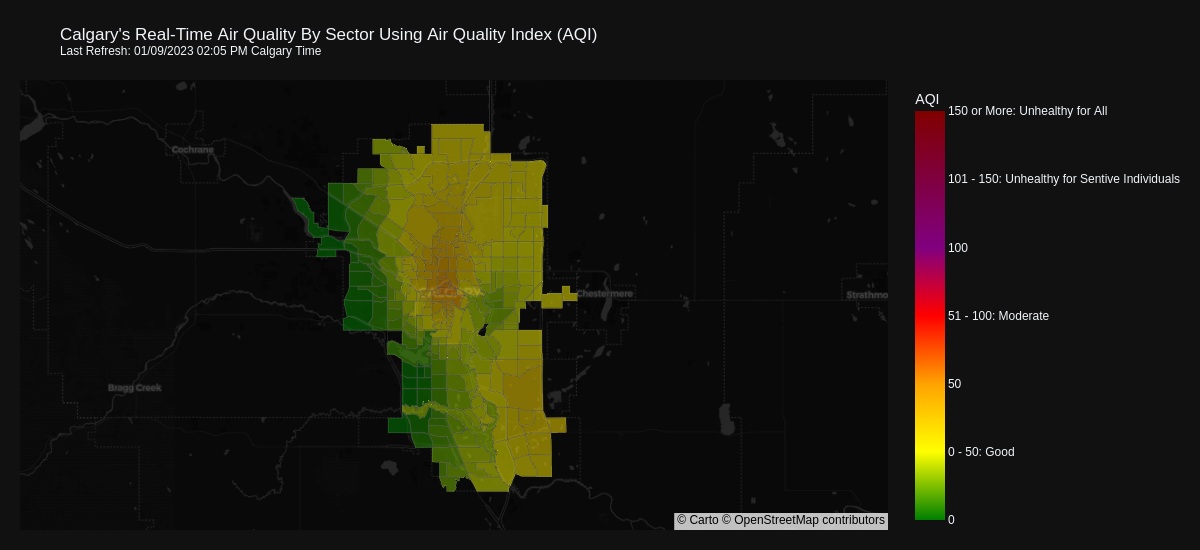 Calgary's Real-Time Air Quality By Sector Using Air Quality Index (AQI)
Last Refresh: 01/09/2023 02:05 PM Calgary Time
AQI
150 or More: Unhealthy for All
Cochrane
101 - 150: Unhealthy for Sentive Individuals
100
Chestermere
Strathmo
51 - 100: Moderate
Bragg Creek
50
0 - 50: Good
0
© Carto © OpenStreetMap contributors